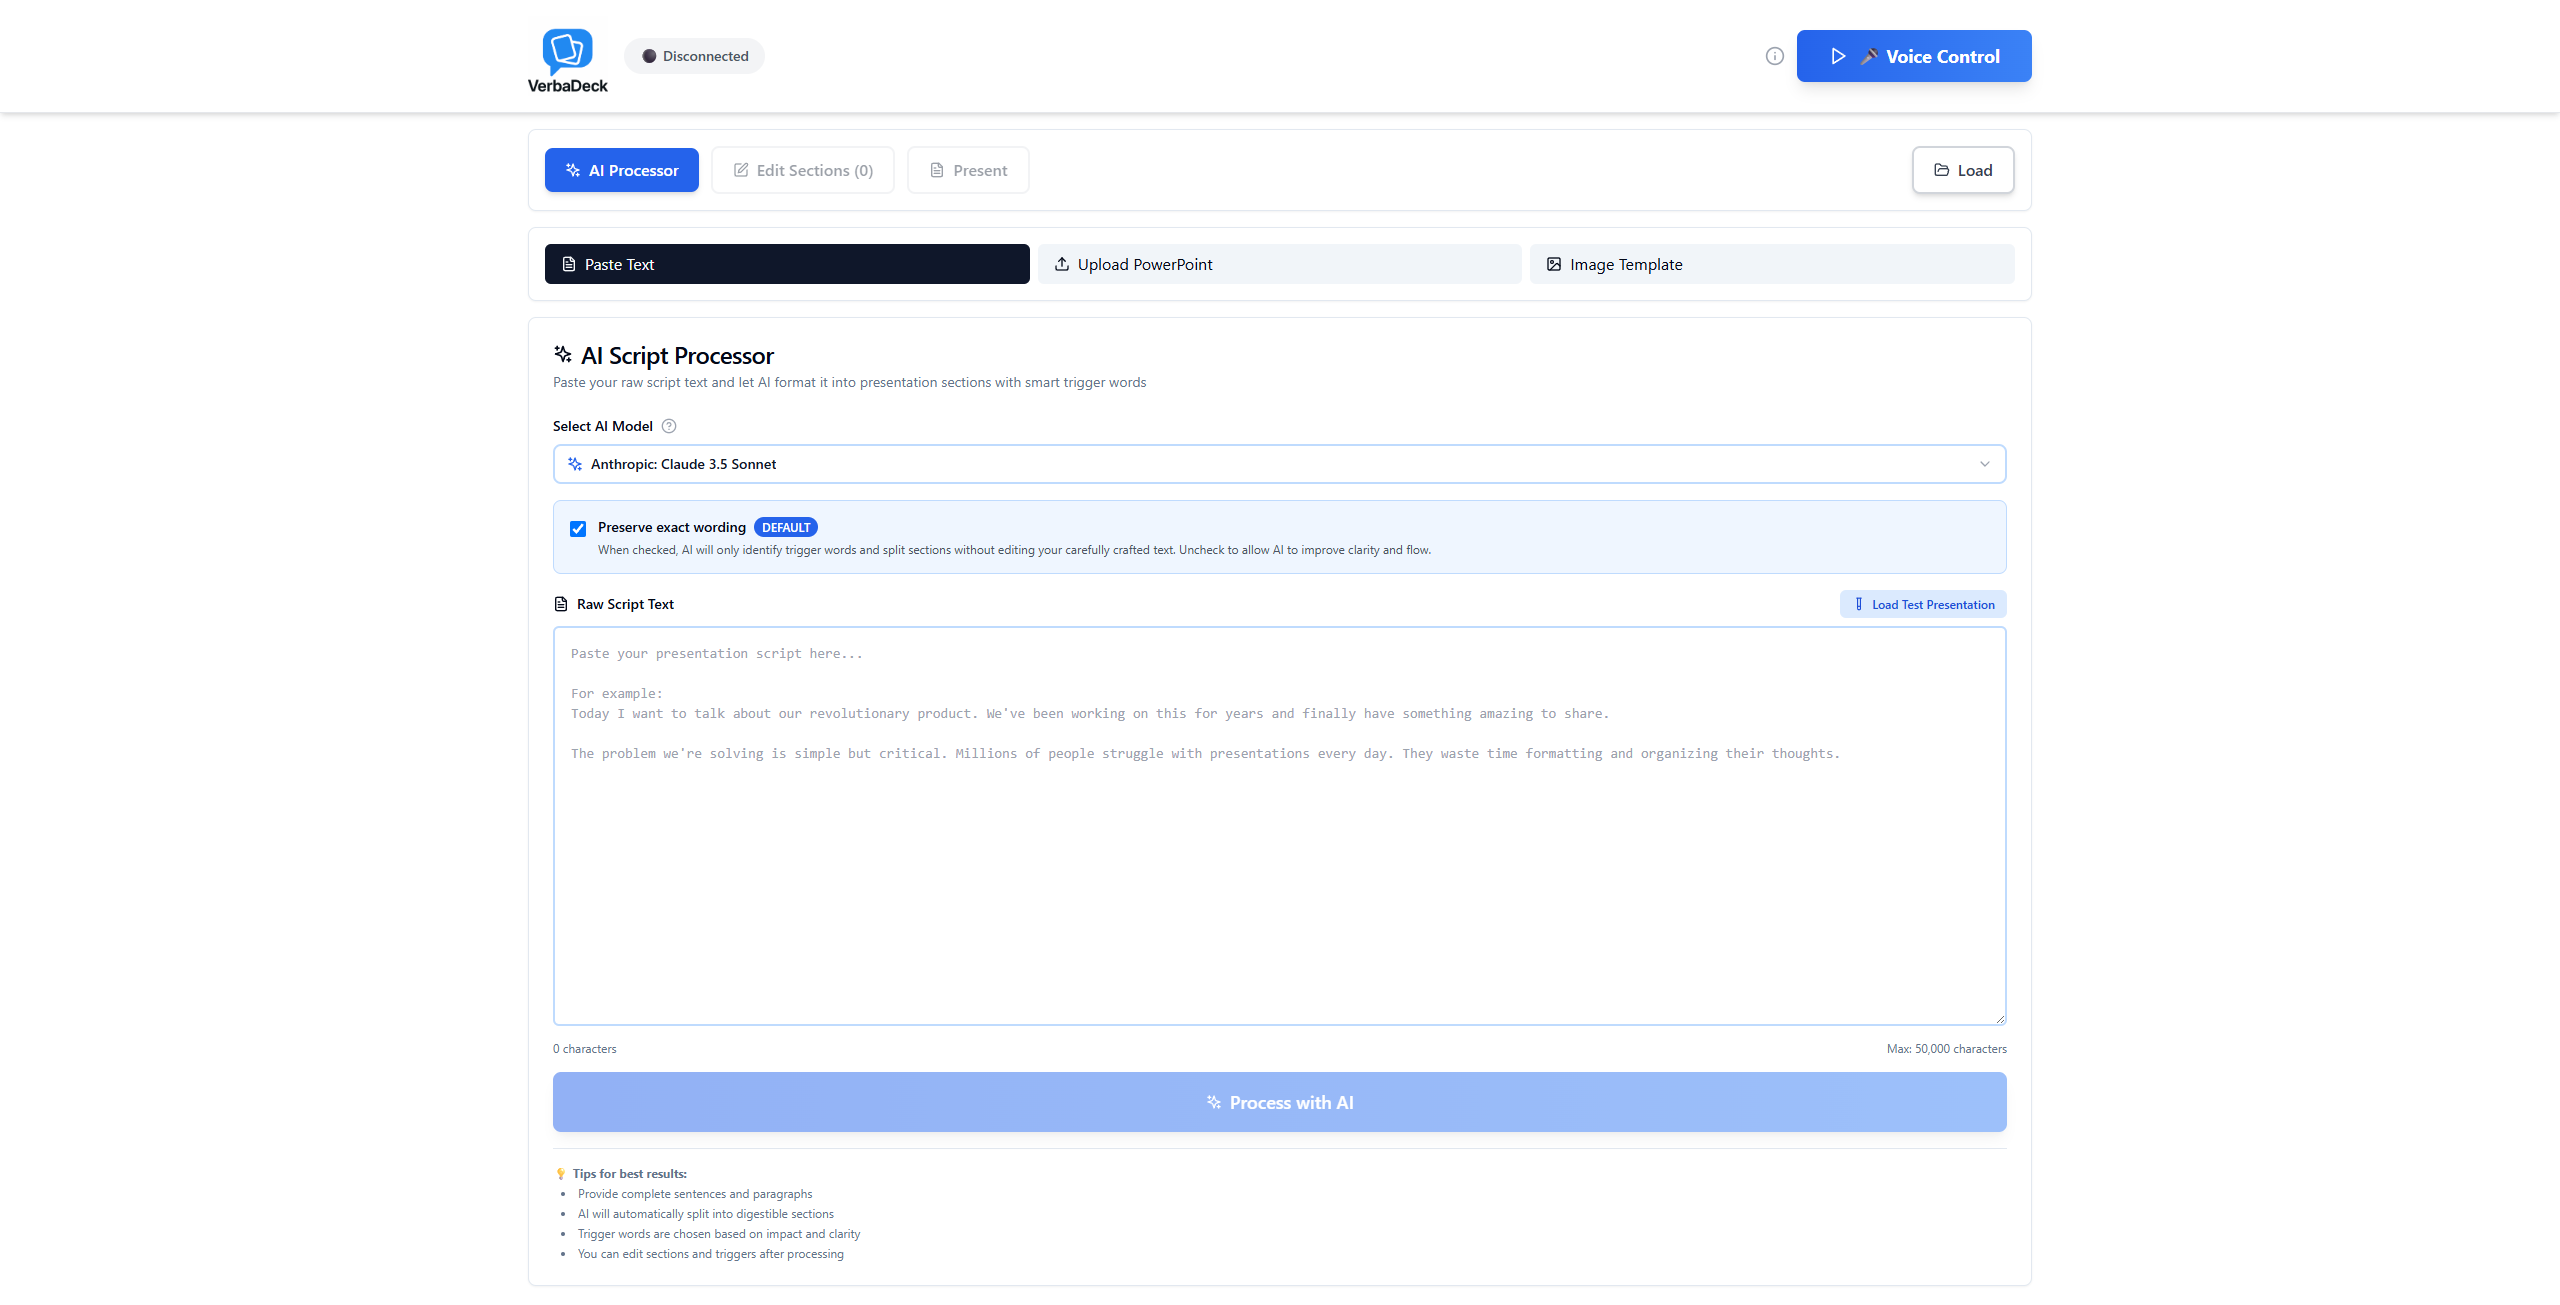 VerbaDeck
Disconnected
Voice Control
AI Processor
Edit Sections (0)
Present
Load
Paste Text
Upload PowerPoint
Image Template
AI Script Processor
Paste your raw script text and let AI format it into presentation sections with smart trigger words
Select AI Model
Anthropic: Claude 3.5 Sonnet
Preserve exact wording DEFAULT
When checked, AI will only identify trigger words and split sections without editing your carefully crafted text. Uncheck to allow AI to improve clarity and flow.
Raw Script Text
Load Test Presentation
Paste your presentation script here...
For example:
Today I want to talk about our revolutionary product. We've been working on this for years and finally have something amazing to share.
The problem we're solving is simple but critical. Millions of people struggle with presentations every day. They waste time formatting and organizing their thoughts.
0 characters
Max: 50,000 characters
Process with AI
Tips for best results:
• Provide complete sentences and paragraphs
• AI will automatically split into digestible sections
• Trigger words are chosen based on impact and clarity
• You can edit sections and triggers after processing